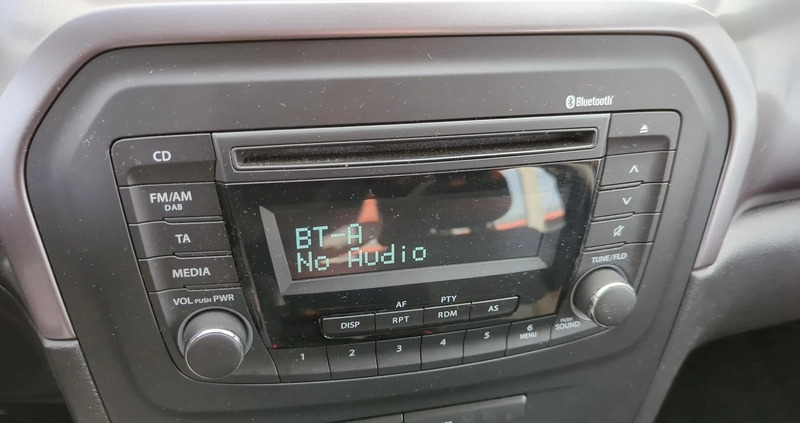 Bluetooth
CD
FM/AM
DAB
TA
MEDIA
VOL PUSH PWR
BT-A
No Audio
TUNE/FLD
AF
PTY
DISP
RPT
RDM
AS
1
2
3
4
5
6
MENU
PUSH
SOUND